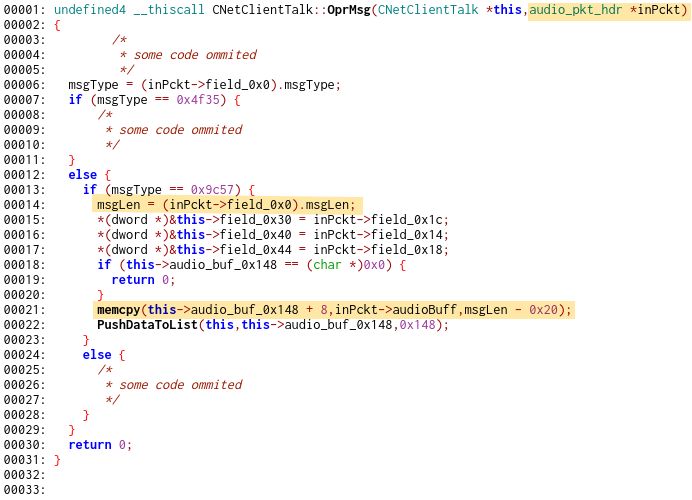 00001: undefined4 __thiscall CNetClientTalk::OprMsg(CNetClientTalk *this,audio_pkt_hdr *inPckt)
00002: {
00003:         /*
00004:          * some code ommited
00005:          */
00006:   msgType = (inPckt->field_0x0).msgType;
00007:   if (msgType == 0x4f35) {
00008:       /*
00009:        * some code ommited
00010:        */
00011:   }
00012:   else {
00013:     if (msgType == 0x9c57) {
00014:       msgLen = (inPckt->field_0x0).msgLen;
00015:       *(dword *)&this->field_0x30 = inPckt->field_0x1c;
00016:       *(dword *)&this->field_0x40 = inPckt->field_0x14;
00017:       *(dword *)&this->field_0x44 = inPckt->field_0x18;
00018:       if (this->audio_buf_0x148 == (char *)0x0) {
00019:         return 0;
00020:       }
00021:       memcpy(this->audio_buf_0x148 + 8,inPckt->audioBuff,msgLen - 0x20);
00022:       PushDataToList(this,this->audio_buf_0x148,0x148);
00023:     }
00024:     else {
00025:       /*
00026:        * some code ommited
00027:        */
00028:     }
00029:   }
00030:   return 0;
00031: }
00032:
00033: